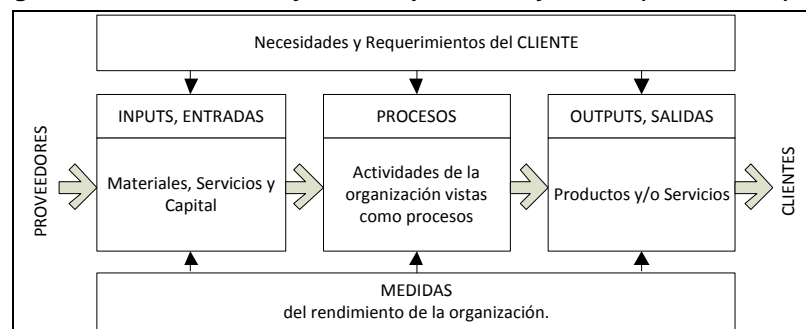 Necesidades y Requerimientos del CLIENTE
PROVEEDORES
INPUTS, ENTRADAS
Materiales, Servicios y
Capital
PROCESOS
Actividades de la
organización vistas
como procesos
OUTPUTS, SALIDAS
Productos y/o Servicios
CLIENTES
MEDIDAS
del rendimiento de la organización.